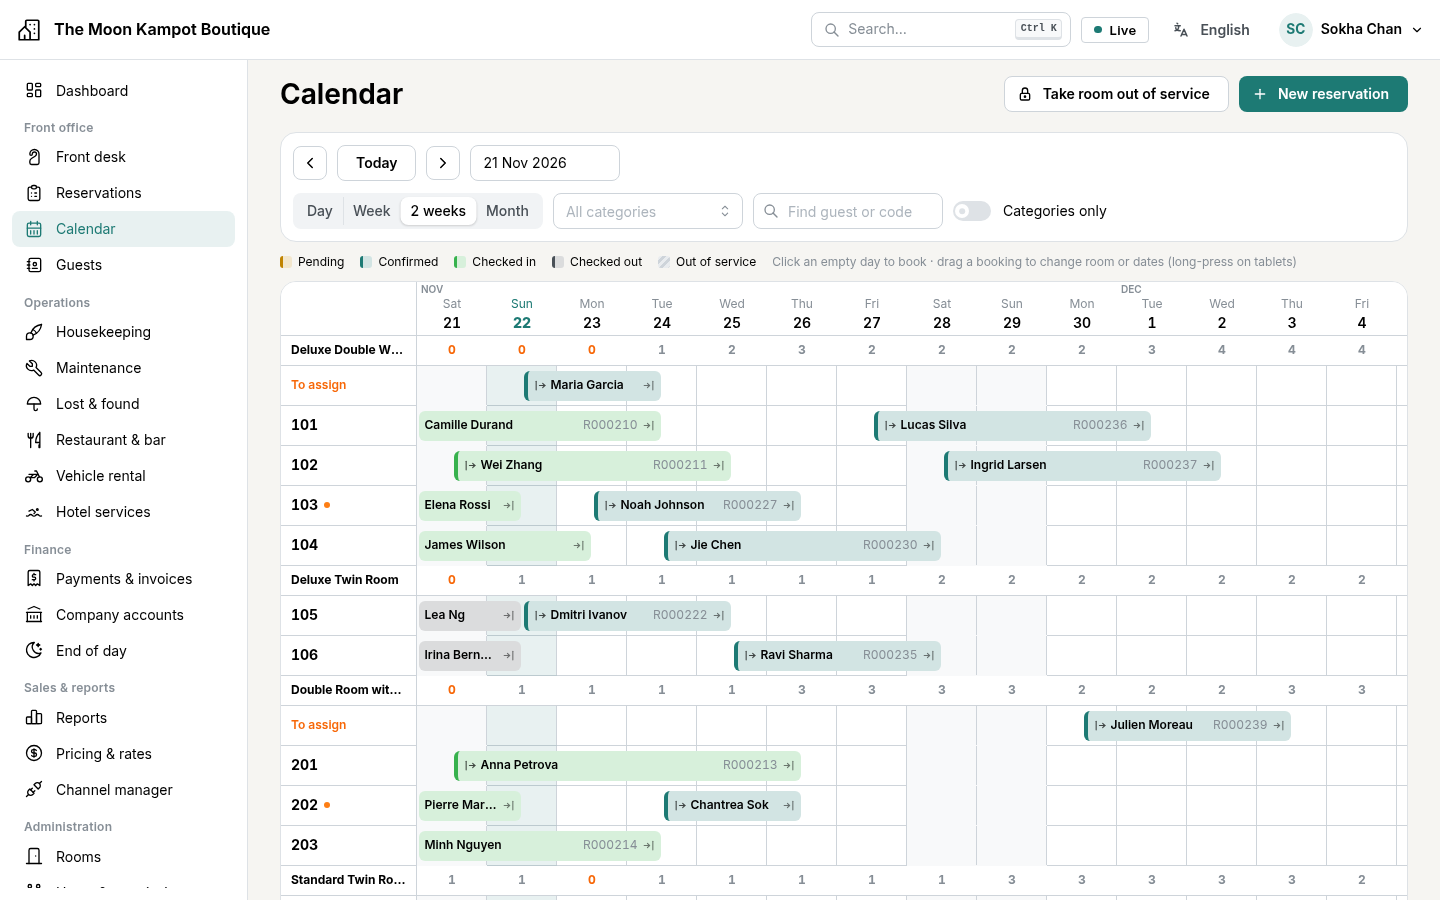 The Moon Kampot Boutique
Search...
Ctrl K
Live
English
SC
Sokha Chan
Dashboard
Front office
Front desk
Reservations
Calendar
Guests
Operations
Housekeeping
Maintenance
Lost & found
Restaurant & bar
Vehicle rental
Hotel services
Finance
Payments & invoices
Company accounts
End of day
Sales & reports
Reports
Pricing & rates
Channel manager
Administration
Rooms
Calendar
Take room out of service
New reservation
Today
21 Nov 2026
Day Week 2 weeks Month
All categories
Find guest or code
Categories only
Pending Confirmed Checked in Checked out Out of service Click an empty day to book · drag a booking to change room or dates (long-press on tablets)
NOV DEC
Sat Sun Mon Tue Wed Thu Fri Sat Sun Mon Tue Wed Thu Fri
21 22 23 24 25 26 27 28 29 30 1 2 3 4
Deluxe Double W... 0 0 0 1 2 3 2 2 2 2 3 4 4 4
To assign Maria Garcia
101 Camille Durand R000210 Lucas Silva R000236
102 Wei Zhang R000211 Ingrid Larsen R000237
103 Elena Rossi Noah Johnson R000227
104 James Wilson Jie Chen R000230
Deluxe Twin Room 0 1 1 1 1 1 1 2 2 2 2 2 2 2
105 Lea Ng Dmitri Ivanov R000222
106 Irina Bern... Ravi Sharma R000235
Double Room wit... 0 1 1 1 1 3 3 3 3 2 2 2 3 3
To assign Julien Moreau R000239
201 Anna Petrova R000213
202 Pierre Mar... Chantrea Sok
203 Minh Nguyen R000214
Standard Twin Ro... 1 1 0 1 1 1 1 1 3 3 3 3 3 2